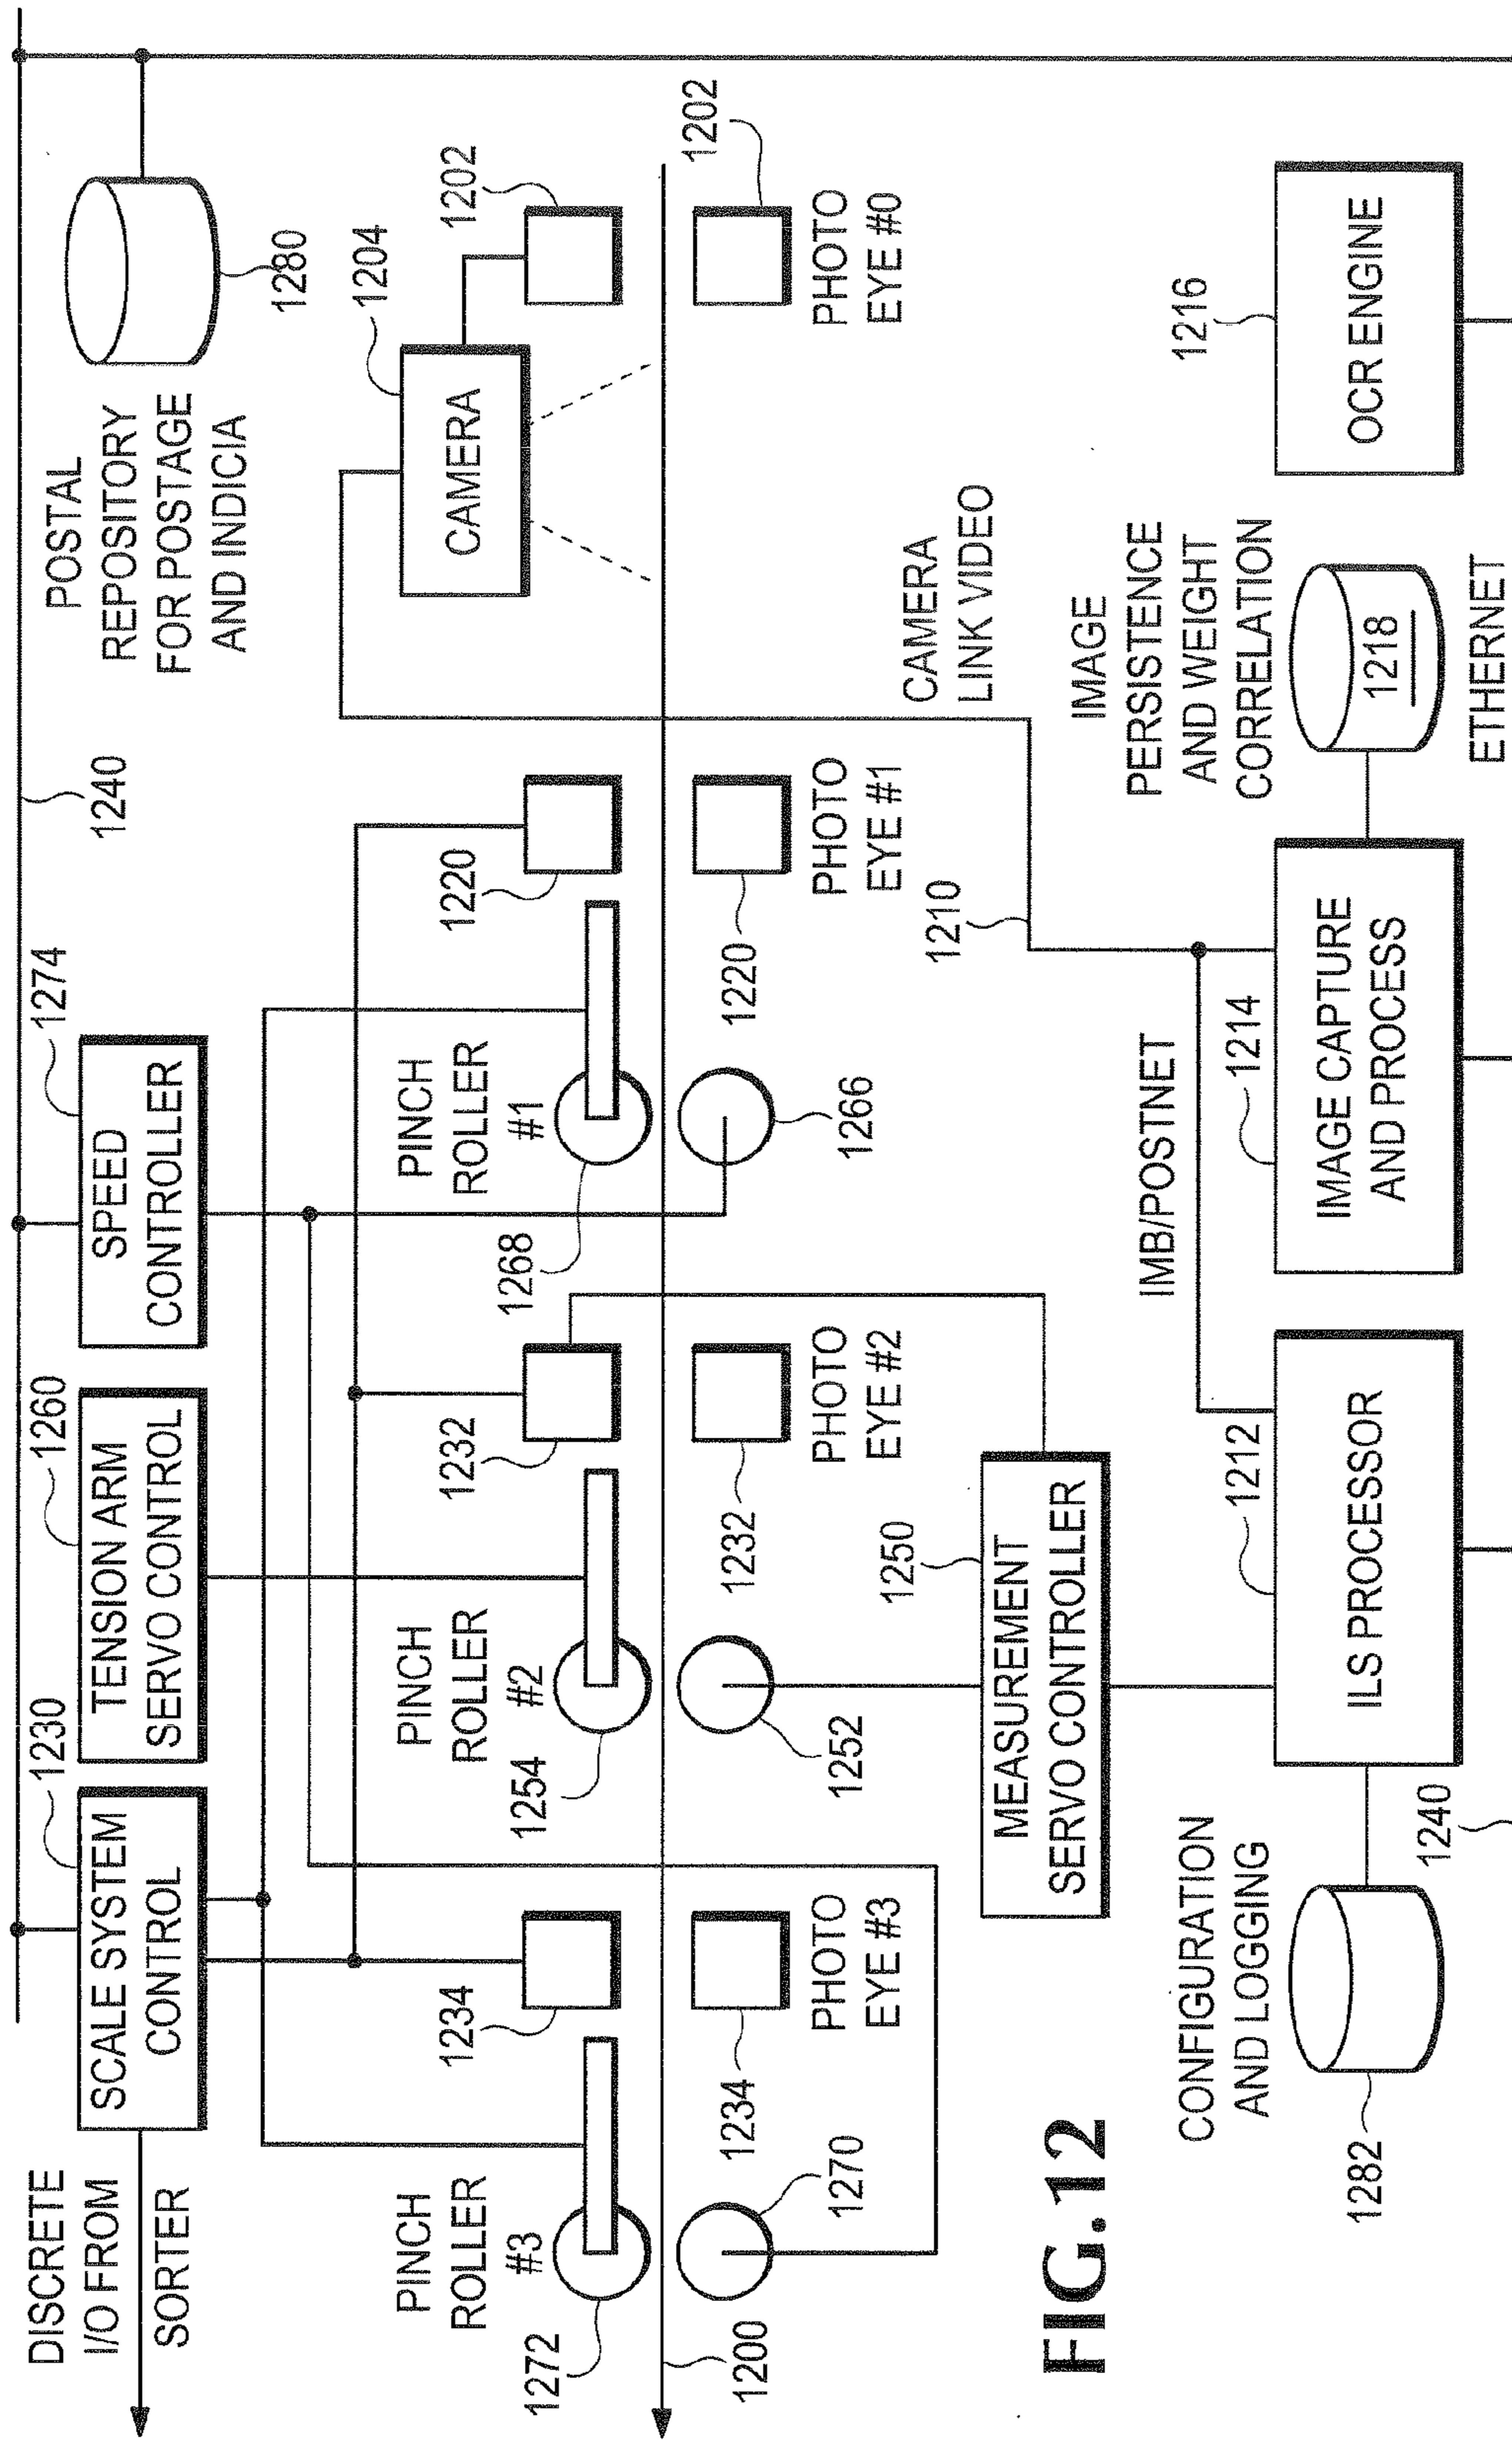 DISCRETE
I/O FROM
SORTER
SCALE SYSTEM
CONTROL
1230
TENSION ARM
SERVO CONTROL
1260
SPEED
CONTROLLER
1274
1240
POSTAL
REPOSITORY
FOR POSTAGE
AND INDICIA
1280
PINCH
ROLLER
#3
1272
1234
PINCH
ROLLER
#2
1254
1232
PINCH
ROLLER
#1
1268
1220
CAMERA
1204
1202
1200
1270
1234
PHOTO
EYE #3
1252
1232
PHOTO
EYE #2
1266
1220
PHOTO
EYE #1
1202
PHOTO
EYE #0
MEASUREMENT
SERVO CONTROLLER
1250
1210
CAMERA
LINK VIDEO
IMB/POSTNET
FIG. 12
CONFIGURATION
AND LOGGING
1282
ILS PROCESSOR
1212
IMAGE CAPTURE
AND PROCESS
1214
IMAGE
PERSISTENCE
AND WEIGHT
CORRELATION
1218
OCR ENGINE
1216
1240
ETHERNET